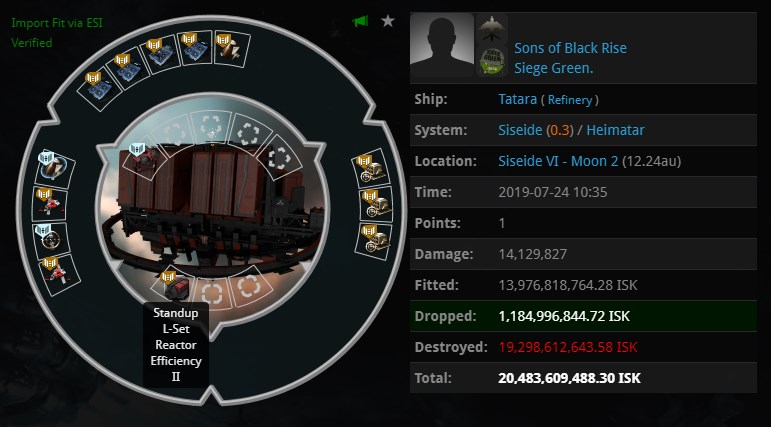 Import Fit via ESI
Verified
Standup
L-Set
Reactor
Efficiency
II
Sons of Black Rise
Siege Green.
Ship: Tatara ( Refinery )
System: Siseide (0.3) / Heimatar
Location: Siseide VI - Moon 2 (12.24au)
Time: 2019-07-24 10:35
Points: 1
Damage: 14,129,827
Fitted: 13,976,818,764.28 ISK
Dropped: 1,184,996,844.72 ISK
Destroyed: 19,298,612,643.58 ISK
Total: 20,483,609,488.30 ISK